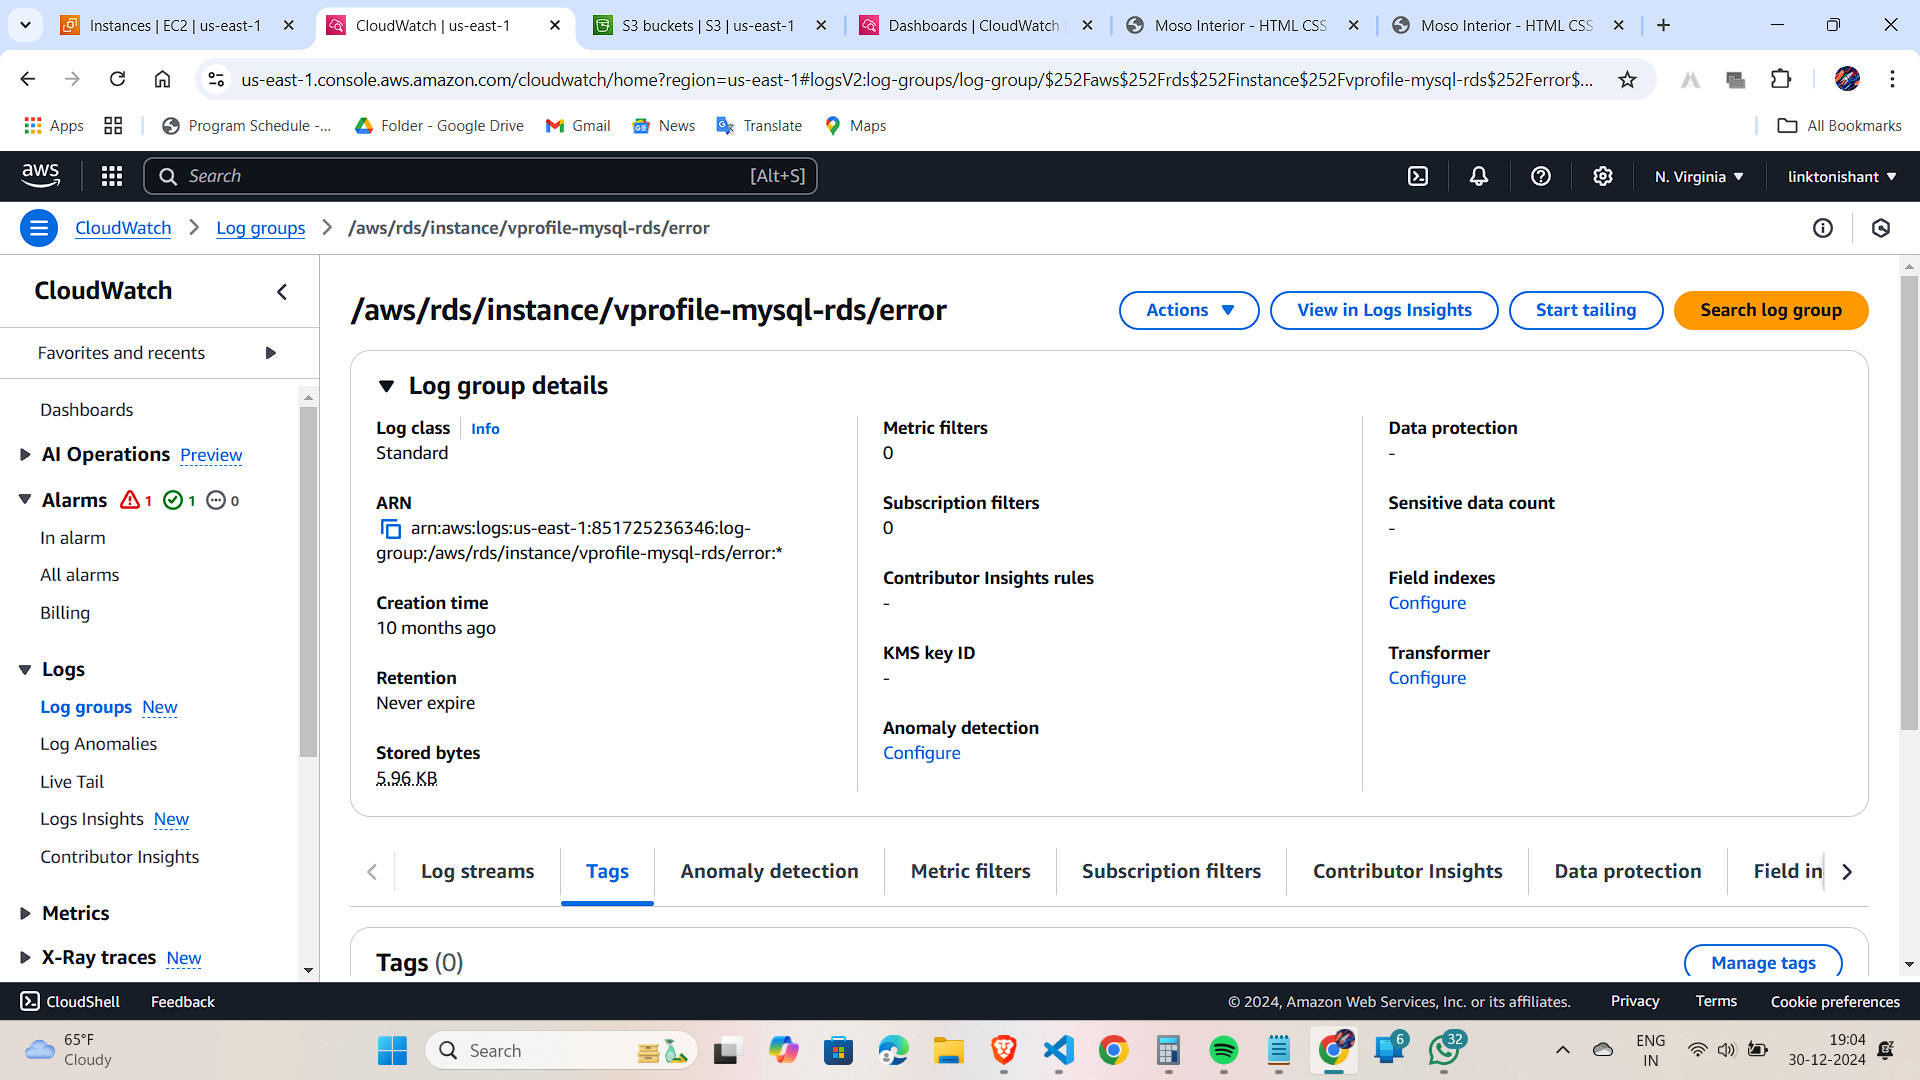 Instances | EC2 | us-east-1
CloudWatch | us-east-1
S3 buckets | S3 | us-east-1
Dashboards | CloudWatch
Moso Interior - HTML CSS
Moso Interior - HTML CSS
us-east-1.console.aws.amazon.com/cloudwatch/home?region=us-east-1#logsV2:log-groups/log-group/$252Faws$252Frds$252Finstance$252Fvprofile-mysql-rds$252Ferror$...
Apps
Program Schedule -...
Folder - Google Drive
Gmail
News
Translate
Maps
All Bookmarks
aws
Search
[Alt+S]
N. Virginia
linktonishant
CloudWatch
Log groups
/aws/rds/instance/vprofile-mysql-rds/error
CloudWatch
Favorites and recents
Dashboards
AI Operations Preview
Alarms 1 1 0
In alarm
All alarms
Billing
Logs
Log groups New
Log Anomalies
Live Tail
Logs Insights New
Contributor Insights
Metrics
X-Ray traces New
/aws/rds/instance/vprofile-mysql-rds/error
Actions
View in Logs Insights
Start tailing
Search log group
Log group details
Log class Info
Standard
ARN
arn:aws:logs:us-east-1:851725236346:log-
group:/aws/rds/instance/vprofile-mysql-rds/error:*
Creation time
10 months ago
Retention
Never expire
Stored bytes
5.96 KB
Metric filters
0
Subscription filters
0
Contributor Insights rules
-
KMS key ID
-
Anomaly detection
Configure
Data protection
-
Sensitive data count
-
Field indexes
Configure
Transformer
Configure
Log streams
Tags
Anomaly detection
Metric filters
Subscription filters
Contributor Insights
Data protection
Field in
Tags (0)
Manage tags
CloudShell
Feedback
© 2024, Amazon Web Services, Inc. or its affiliates.
Privacy
Terms
Cookie preferences
65°F
Cloudy
Search
6
32
ENG
IN
19:04
30-12-2024